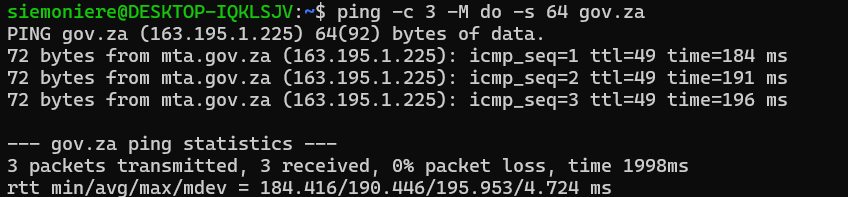 siemoniere@DESKTOP-IQKLSJV:~$ ping -c 3 -M do -s 64 gov.za
PING gov.za (163.195.1.225) 64(92) bytes of data.
72 bytes from mta.gov.za (163.195.1.225): icmp_seq=1 ttl=49 time=184 ms
72 bytes from mta.gov.za (163.195.1.225): icmp_seq=2 ttl=49 time=191 ms
72 bytes from mta.gov.za (163.195.1.225): icmp_seq=3 ttl=49 time=196 ms
--- gov.za ping statistics ---
3 packets transmitted, 3 received, 0% packet loss, time 1998ms
rtt min/avg/max/mdev = 184.416/190.446/195.953/4.724 ms